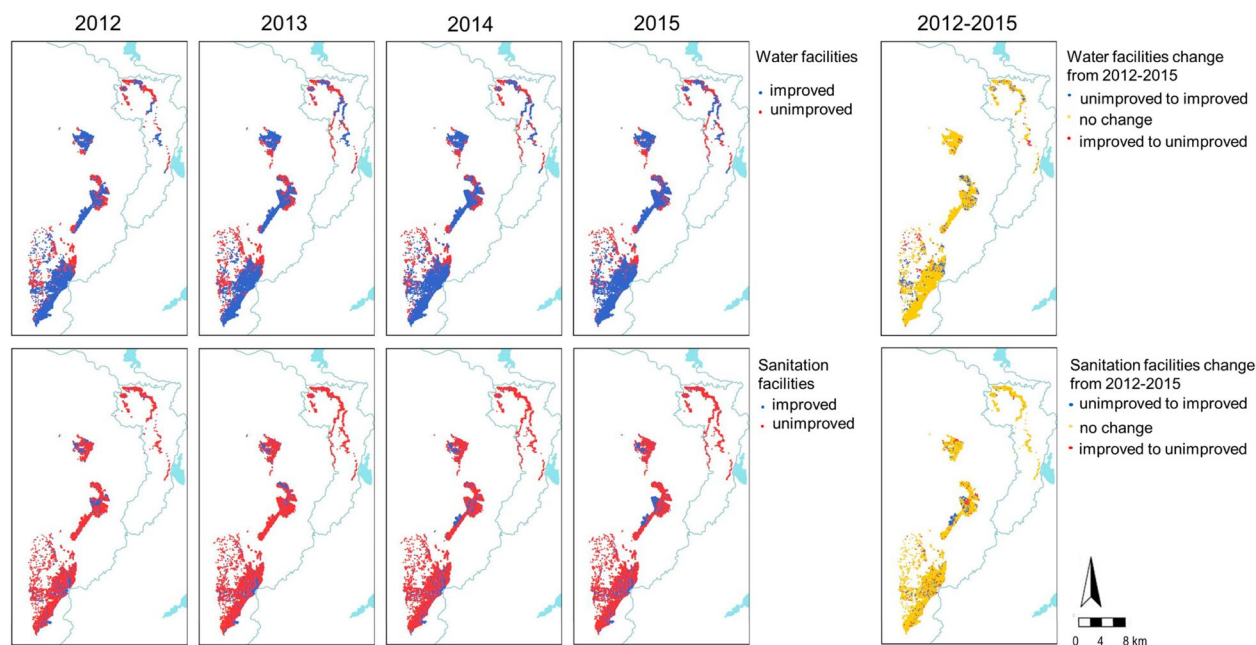 2012
2013
2014
2015
2012-2015
Water facilities
improved
unimproved
Water facilities change
from 2012-2015
unimproved to improved
no change
improved to unimproved
Sanitation
facilities
improved
unimproved
Sanitation facilities change
from 2012-2015
unimproved to improved
no change
improved to unimproved
0 4 8 km